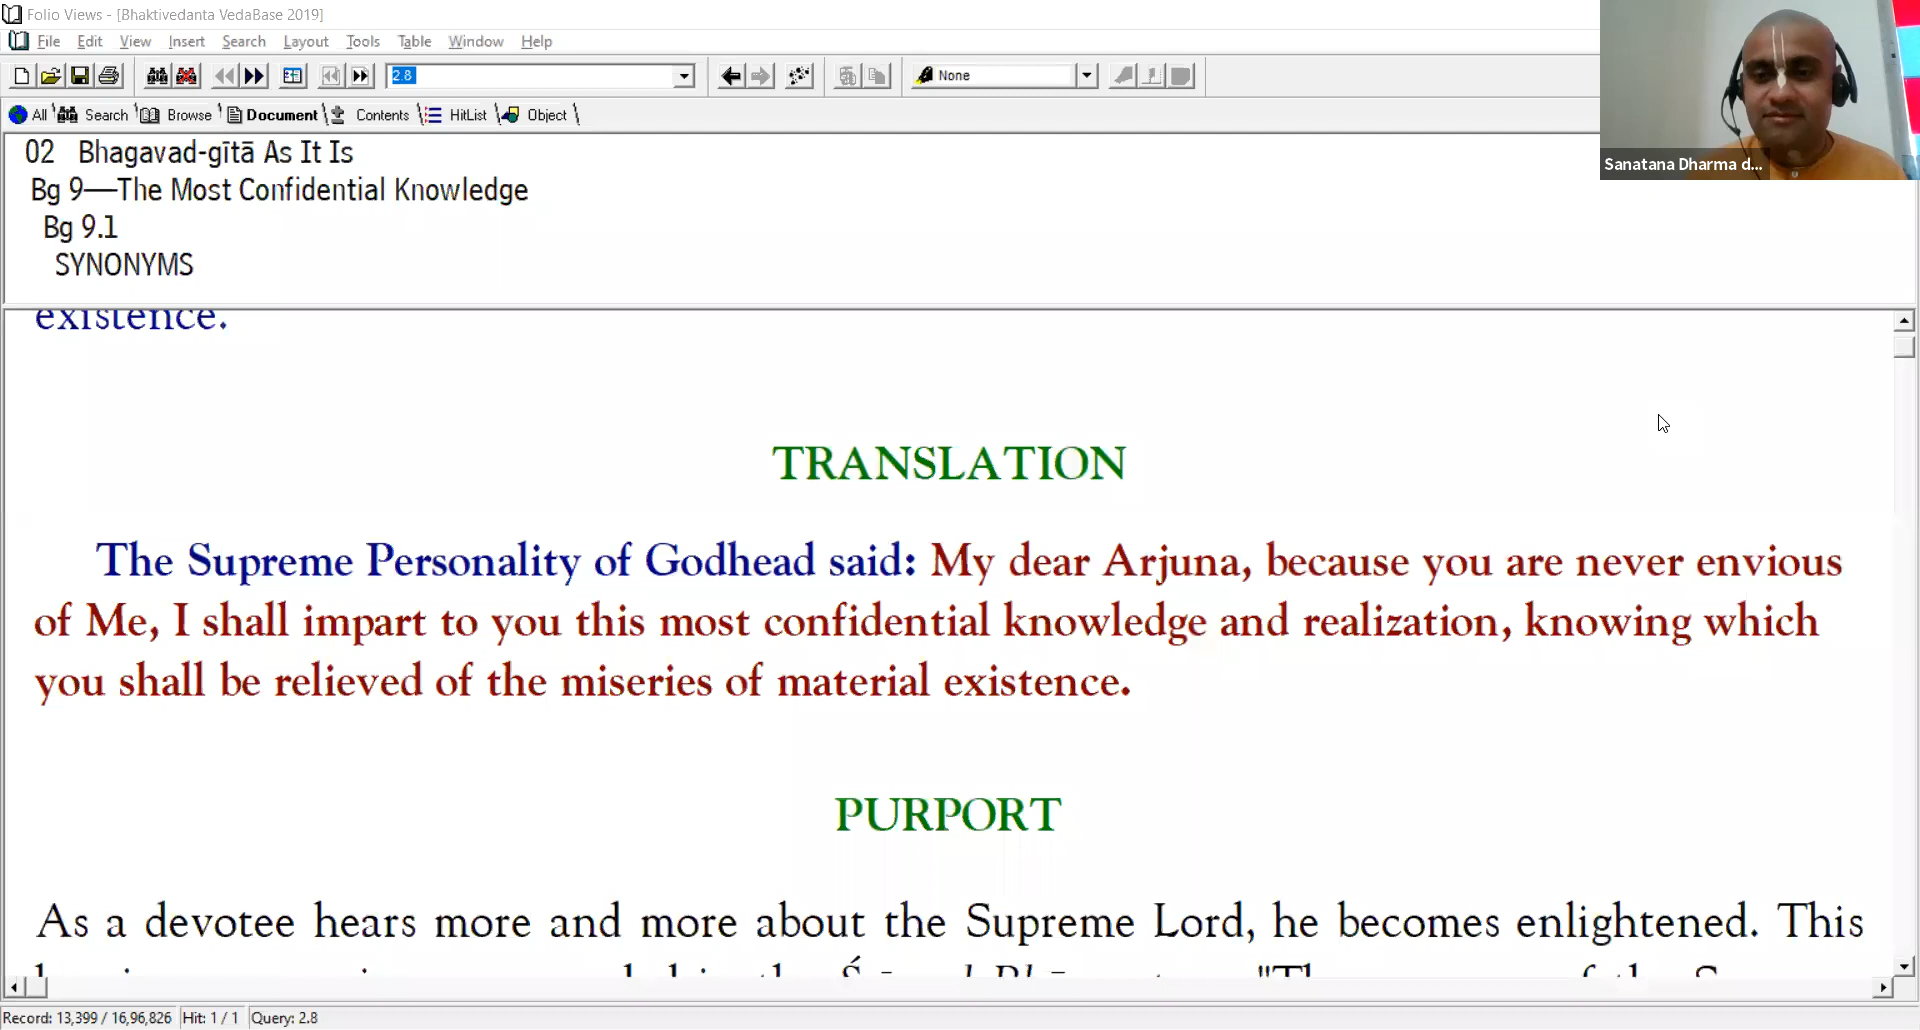 Folio Views - [Bhaktivedanta VedaBase 2019]
File Edit View Insert Search Layout Tools Table Window Help
2.8 None
All Search Browse Document Contents HitList Object
Sanatana Dharma d...
02 Bhagavad-gītā As It Is
Bg 9—The Most Confidential Knowledge
Bg 9.1
SYNONYMS
existence.
TRANSLATION
The Supreme Personality of Godhead said: My dear Arjuna, because you are never envious
of Me, I shall impart to you this most confidential knowledge and realization, knowing which
you shall be relieved of the miseries of material existence.
PURPORT
As a devotee hears more and more about the Supreme Lord, he becomes enlightened. This
Record: 13,399 / 16,96,826 Hit: 1 / 1 Query: 2.8